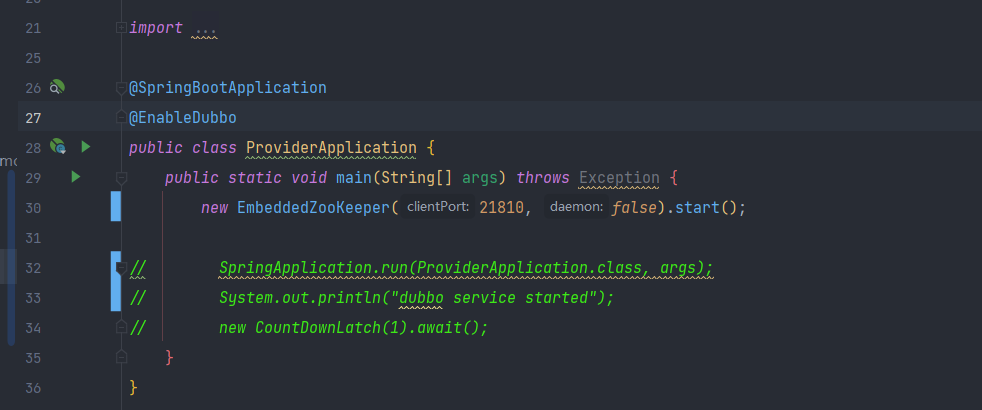 21 import ...
25
26 @SpringBootApplication
27 @EnableDubbo
28 public class ProviderApplication {
29 public static void main(String[] args) throws Exception {
30 new EmbeddedZooKeeper( clientPort: 21810, daemon: false).start();
31
32 // SpringApplication.run(ProviderApplication.class, args);
33 // System.out.println("dubbo service started");
34 // new CountDownLatch(1).await();
35 }
36 }